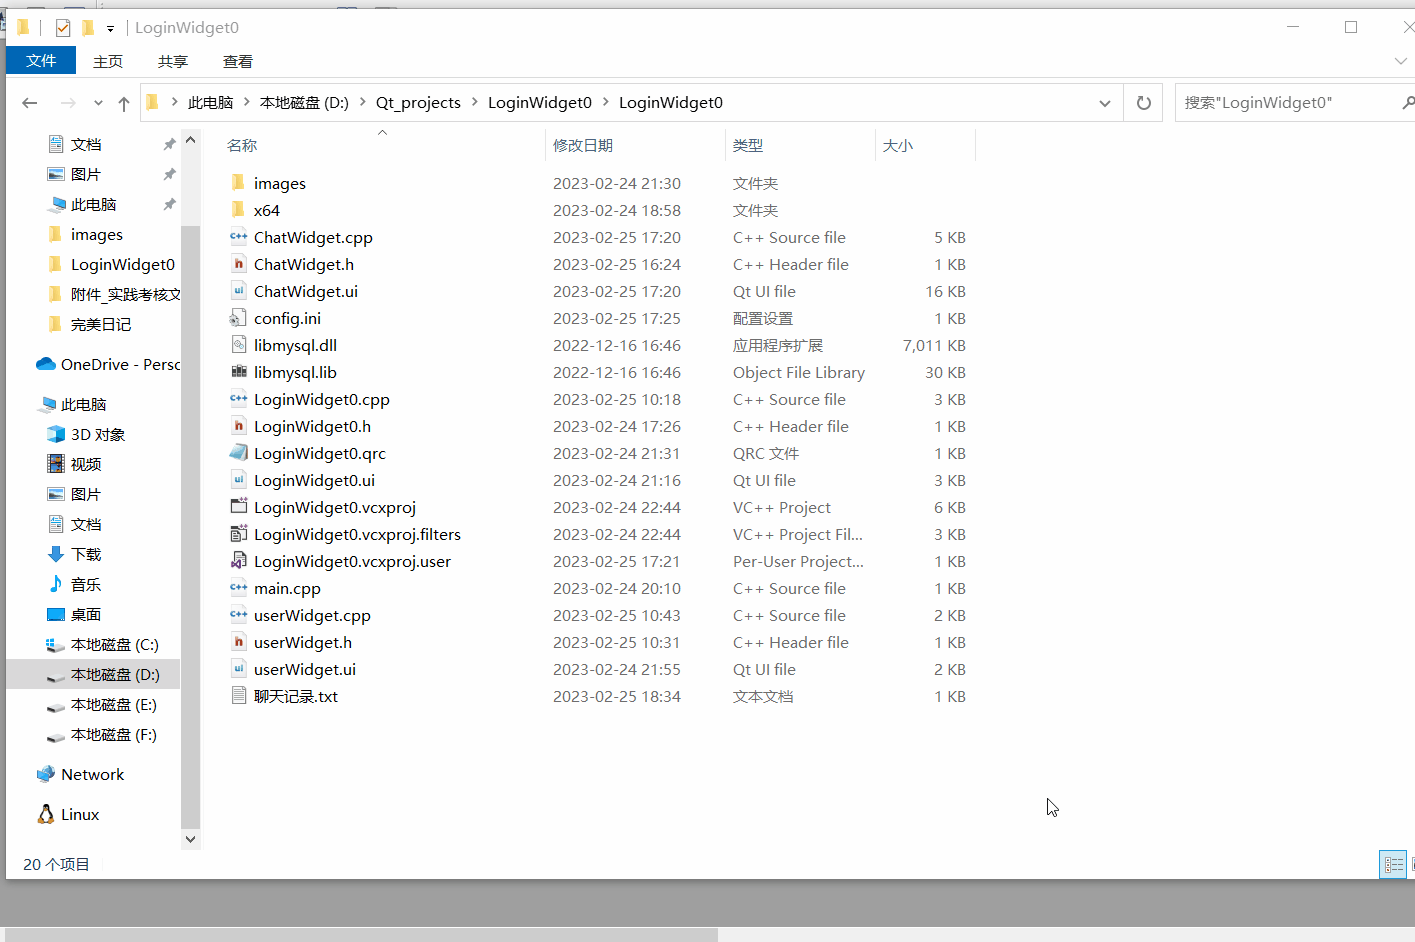 LoginWidget0
文件 主页 共享 查看
此电脑 本地磁盘 (D:) Qt_projects LoginWidget0 LoginWidget0
搜索"LoginWidget0"
文档
图片
此电脑
images
LoginWidget0
附件_实践考核文
完美日记
OneDrive - Persc
此电脑
3D 对象
视频
图片
文档
下载
音乐
桌面
本地磁盘 (C:)
本地磁盘 (D:)
本地磁盘 (E:)
本地磁盘 (F:)
Network
Linux
名称 修改日期 类型 大小
images 2023-02-24 21:30 文件夹
x64 2023-02-24 18:58 文件夹
ChatWidget.cpp 2023-02-25 17:20 C++ Source file 5 KB
ChatWidget.h 2023-02-25 16:24 C++ Header file 1 KB
ChatWidget.ui 2023-02-25 17:20 Qt UI file 16 KB
config.ini 2023-02-25 17:25 配置设置 1 KB
libmysql.dll 2022-12-16 16:46 应用程序扩展 7,011 KB
libmysql.lib 2022-12-16 16:46 Object File Library 30 KB
LoginWidget0.cpp 2023-02-25 10:18 C++ Source file 3 KB
LoginWidget0.h 2023-02-24 17:26 C++ Header file 1 KB
LoginWidget0.qrc 2023-02-24 21:31 QRC 文件 1 KB
LoginWidget0.ui 2023-02-24 21:16 Qt UI file 3 KB
LoginWidget0.vcxproj 2023-02-24 22:44 VC++ Project 6 KB
LoginWidget0.vcxproj.filters 2023-02-24 22:44 VC++ Project Fil... 3 KB
LoginWidget0.vcxproj.user 2023-02-25 17:21 Per-User Project... 1 KB
main.cpp 2023-02-24 20:10 C++ Source file 1 KB
userWidget.cpp 2023-02-25 10:43 C++ Source file 2 KB
userWidget.h 2023-02-25 10:31 C++ Header file 1 KB
userWidget.ui 2023-02-24 21:55 Qt UI file 2 KB
聊天记录.txt 2023-02-25 18:34 文本文档 1 KB
20 个项目